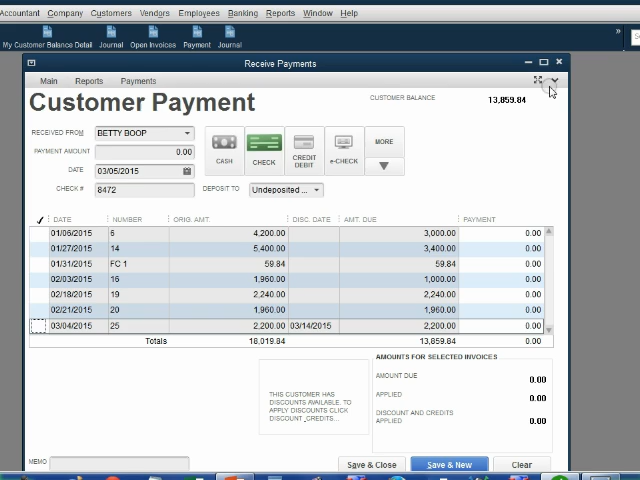 Accountant Company Customers Vendors Employees Banking Reports Window Help
»
My Customer Balance Detail Journal Open Invoices Payment Journal
Receive Payments
Main Reports Payments
Customer Payment
CUSTOMER BALANCE 13,859.84
RECEIVED FROM BETTY BOOP
PAYMENT AMOUNT 0.00
DATE 03/05/2015
CHECK # 8472
CASH CHECK CREDIT DEBIT e-CHECK MORE
DEPOSIT TO Undeposited ...
✓ DATE NUMBER ORIG. AMT. DISC. DATE AMT. DUE PAYMENT
01/06/2015 6 4,200.00 3,000.00 0.00
01/27/2015 14 5,400.00 3,400.00 0.00
01/31/2015 FC 1 59.84 59.84 0.00
02/03/2015 16 1,960.00 1,000.00 0.00
02/18/2015 19 2,240.00 2,240.00 0.00
02/21/2015 20 1,960.00 1,960.00 0.00
03/04/2015 25 2,200.00 03/14/2015 2,200.00 0.00
Totals 18,019.84 13,859.84 0.00
AMOUNTS FOR SELECTED INVOICES
AMOUNT DUE 0.00
APPLIED 0.00
DISCOUNT AND CREDITS
APPLIED 0.00
THIS CUSTOMER HAS
DISCOUNTS AVAILABLE. TO
APPLY DISCOUNTS CLICK
DISCOUNT _CREDITS...
MEMO
Save & Close Save & New Clear